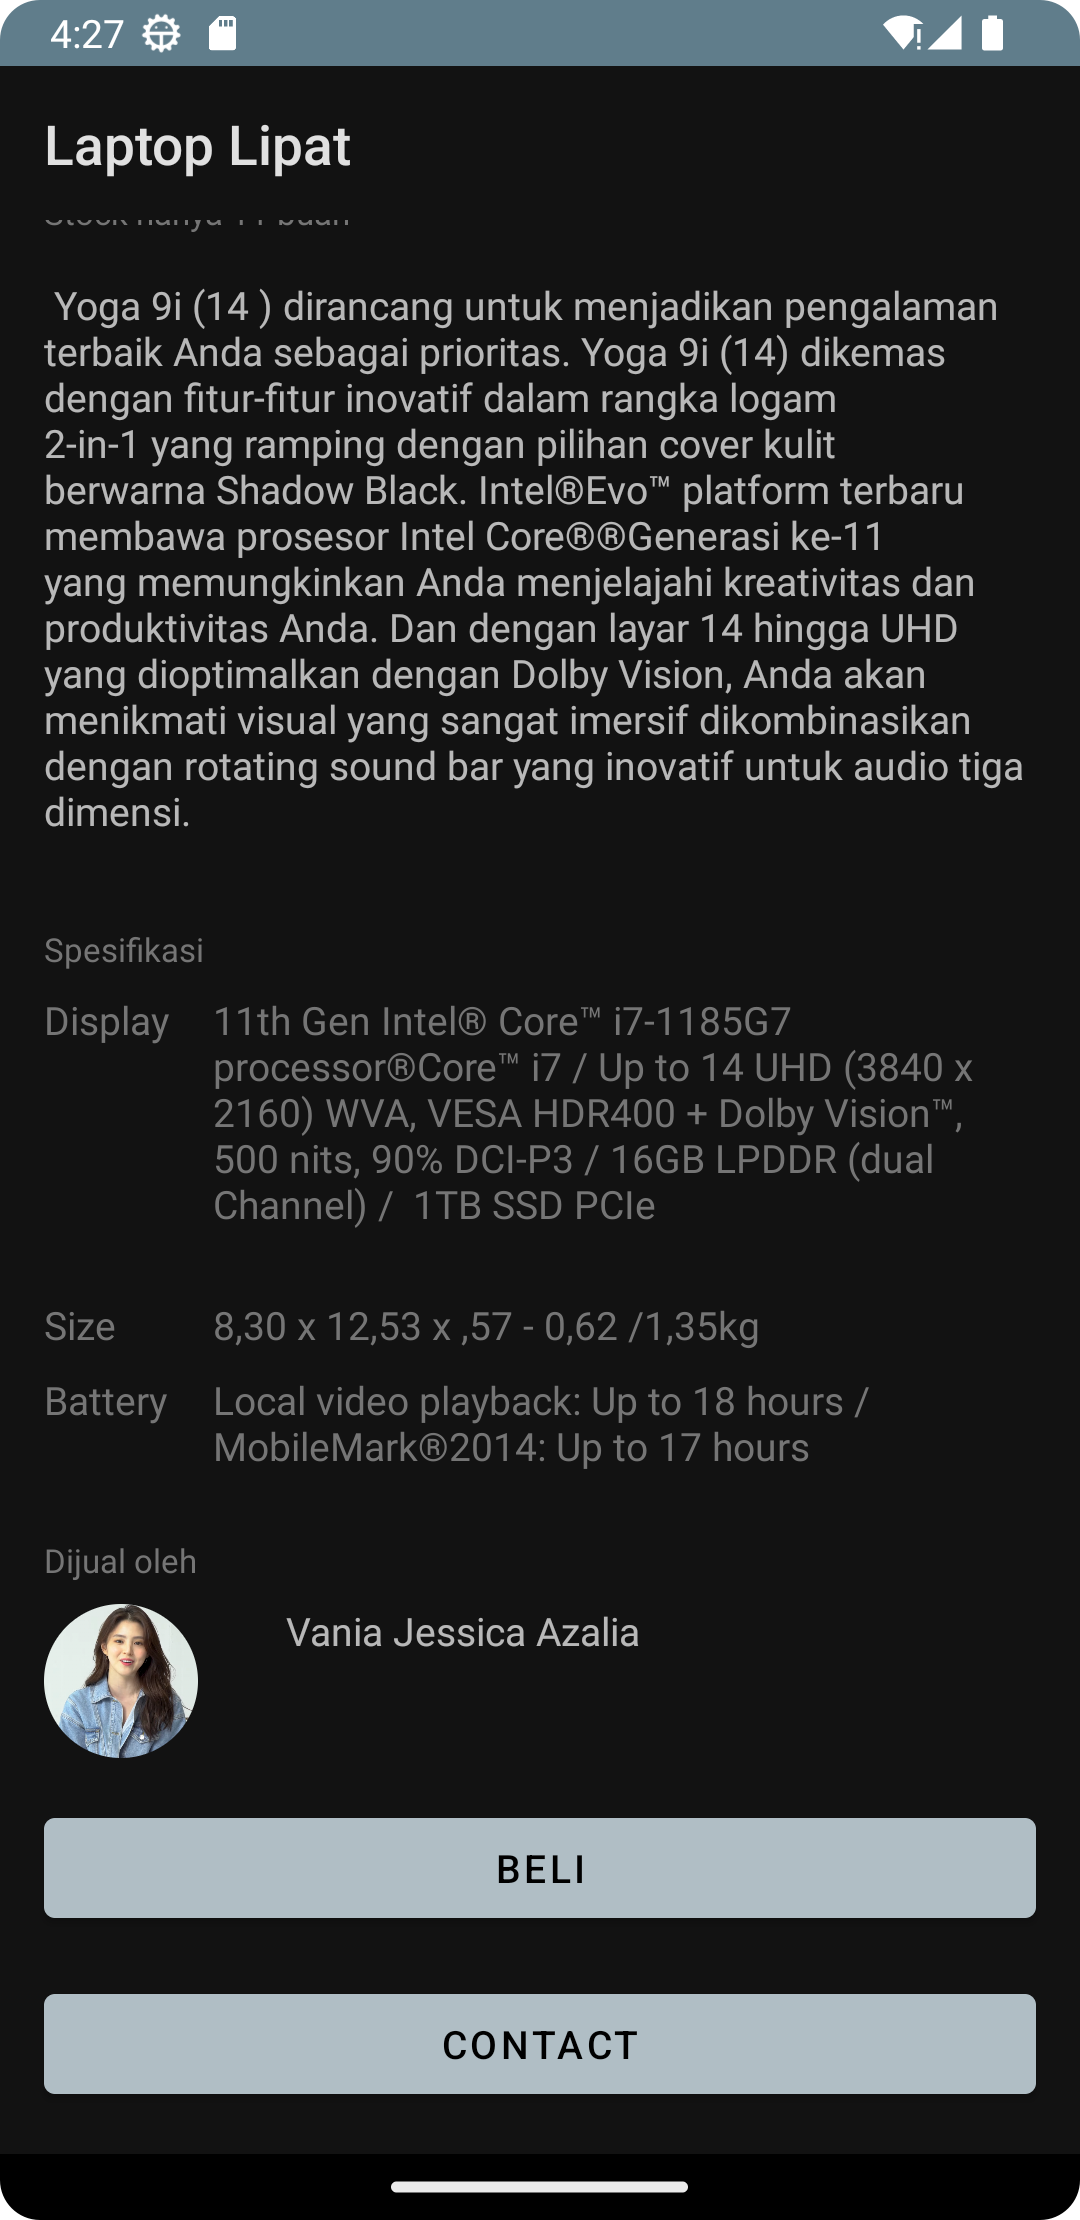 4:27
Laptop Lipat
Stock hanya 11 buah
Yoga 9i (14 ) dirancang untuk menjadikan pengalaman
terbaik Anda sebagai prioritas. Yoga 9i (14) dikemas
dengan fitur-fitur inovatif dalam rangka logam
2-in-1 yang ramping dengan pilihan cover kulit
berwarna Shadow Black. Intel®Evo™ platform terbaru
membawa prosesor Intel Core®®Generasi ke-11
yang memungkinkan Anda menjelajahi kreativitas dan
produktivitas Anda. Dan dengan layar 14 hingga UHD
yang dioptimalkan dengan Dolby Vision, Anda akan
menikmati visual yang sangat imersif dikombinasikan
dengan rotating sound bar yang inovatif untuk audio tiga
dimensi.
Spesifikasi
Display 11th Gen Intel® Core™ i7-1185G7
processor®Core™ i7 / Up to 14 UHD (3840 x
2160) WVA, VESA HDR400 + Dolby Vision™,
500 nits, 90% DCI-P3 / 16GB LPDDR (dual
Channel) /  1TB SSD PCIe
Size 8,30 x 12,53 x ,57 - 0,62 /1,35kg
Battery Local video playback: Up to 18 hours /
MobileMark®2014: Up to 17 hours
Dijual oleh
Vania Jessica Azalia
BELI
CONTACT